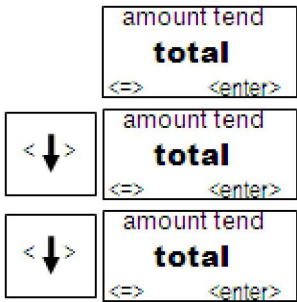 amount tend
total
<=> <enter>
amount tend
< ↓ > total
<=> <enter>
amount tend
< ↓ > total
<=> <enter>